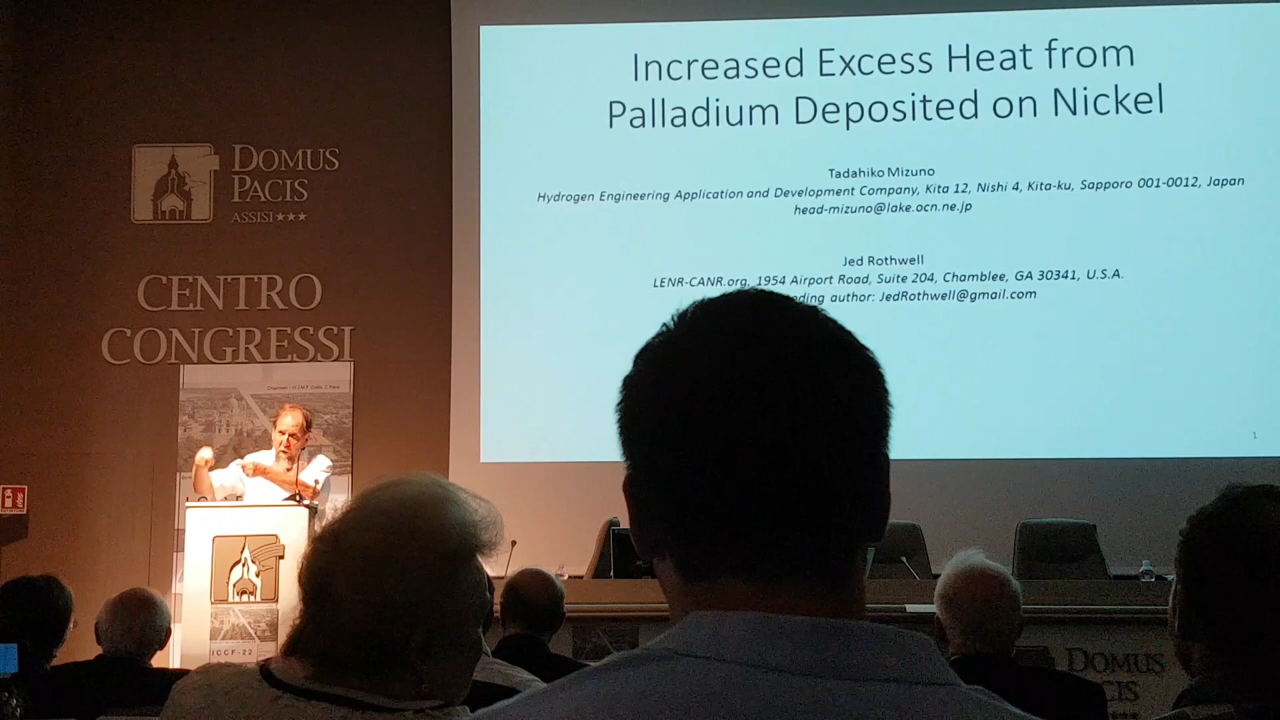 Increased Excess Heat from
Palladium Deposited on Nickel
Tadahiko Mizuno
Hydrogen Engineering Application and Development Company, Kita 12, Nishi 4, Kita-ku, Sapporo 001-0012, Japan
head-mizuno@lake.ocn.ne.jp
Jed Rothwell
LENR-CANR.org, 1954 Airport Road, Suite 204, Chamblee, GA 30341, U.S.A.
author: JedRothwell@gmail.com
1
DOMUS
PACIS
ASSISI★★★
CENTRO
CONGRESSI
ICCF-22
DOMUS